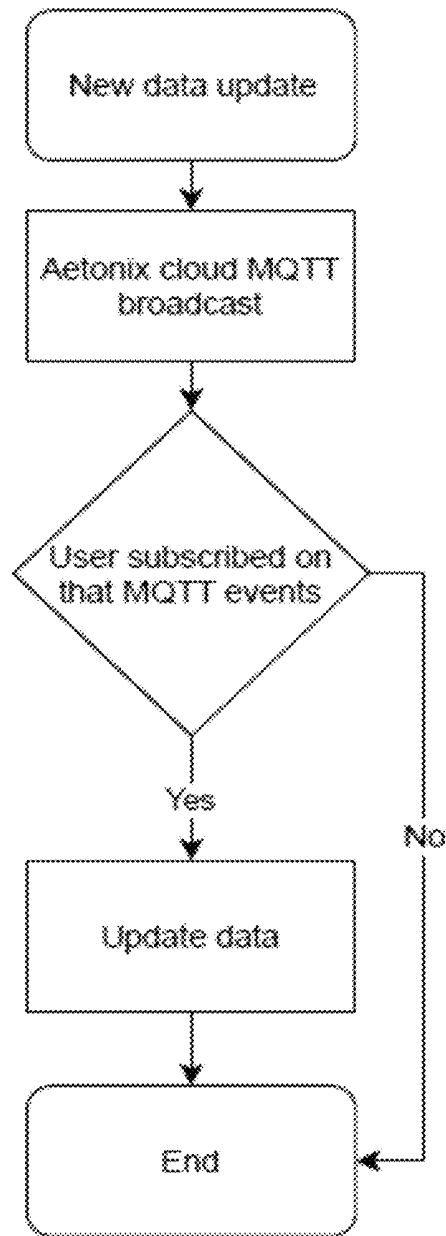 New data update
Aetonix cloud MQTT
broadcast
User subscribed on
that MQTT events
Yes
No
Update data
End